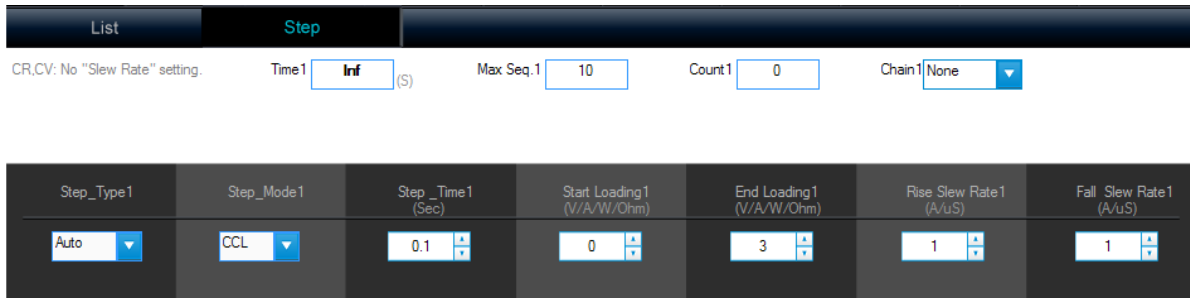 List Step
CR,CV: No "Slew Rate" setting. Time1 Inf (S) Max Seq.1 10 Count1 0 Chain1 None
Step_Type1 Step_Mode1 Step _Time1 Start Loading1 End Loading1 Rise Slew Rate1 Fall Slew Rate1
(Sec) (V/A/W/Ohm) (V/A/W/Ohm) (A/uS) (A/uS)
Auto CCL 0.1 0 3 1 1